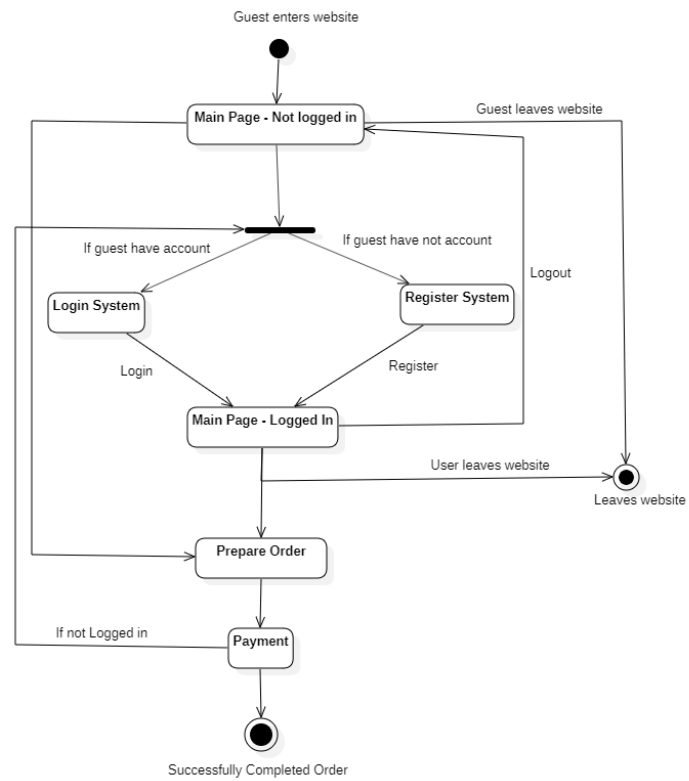 Guest enters website
Main Page - Not logged in
Guest leaves website
If guest have account
If guest have not account
Logout
Login System
Register System
Login
Register
Main Page - Logged In
User leaves website
Leaves website
Prepare Order
If not Logged in
Payment
Successfully Completed Order